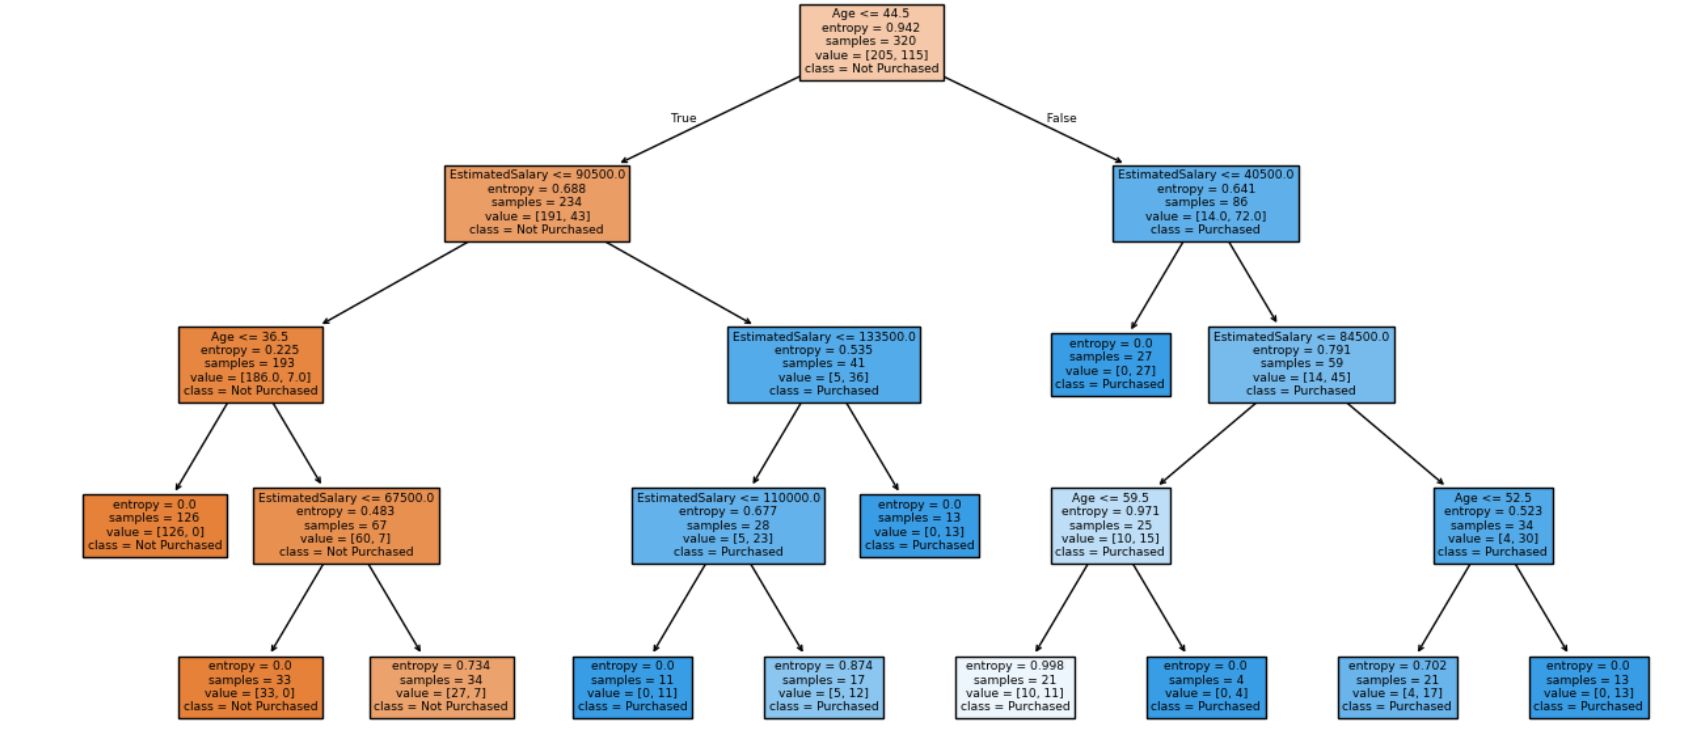 Age <= 44.5
entropy = 0.942
samples = 320
value = [205, 115]
class = Not Purchased
True
False
EstimatedSalary <= 90500.0
entropy = 0.688
samples = 234
value = [191, 43]
class = Not Purchased
EstimatedSalary <= 40500.0
entropy = 0.641
samples = 86
value = [14.0, 72.0]
class = Purchased
Age <= 36.5
entropy = 0.225
samples = 193
value = [186.0, 7.0]
class = Not Purchased
EstimatedSalary <= 133500.0
entropy = 0.535
samples = 41
value = [5, 36]
class = Purchased
entropy = 0.0
samples = 27
value = [0, 27]
class = Purchased
EstimatedSalary <= 84500.0
entropy = 0.791
samples = 59
value = [14, 45]
class = Purchased
entropy = 0.0
samples = 126
value = [126, 0]
class = Not Purchased
EstimatedSalary <= 67500.0
entropy = 0.483
samples = 67
value = [60, 7]
class = Not Purchased
EstimatedSalary <= 110000.0
entropy = 0.677
samples = 28
value = [5, 23]
class = Purchased
entropy = 0.0
samples = 13
value = [0, 13]
class = Purchased
Age <= 59.5
entropy = 0.971
samples = 25
value = [10, 15]
class = Purchased
Age <= 52.5
entropy = 0.523
samples = 34
value = [4, 30]
class = Purchased
entropy = 0.0
samples = 33
value = [33, 0]
class = Not Purchased
entropy = 0.734
samples = 34
value = [27, 7]
class = Not Purchased
entropy = 0.0
samples = 11
value = [0, 11]
class = Purchased
entropy = 0.874
samples = 17
value = [5, 12]
class = Purchased
entropy = 0.998
samples = 21
value = [10, 11]
class = Purchased
entropy = 0.0
samples = 4
value = [0, 4]
class = Purchased
entropy = 0.702
samples = 21
value = [4, 17]
class = Purchased
entropy = 0.0
samples = 13
value = [0, 13]
class = Purchased